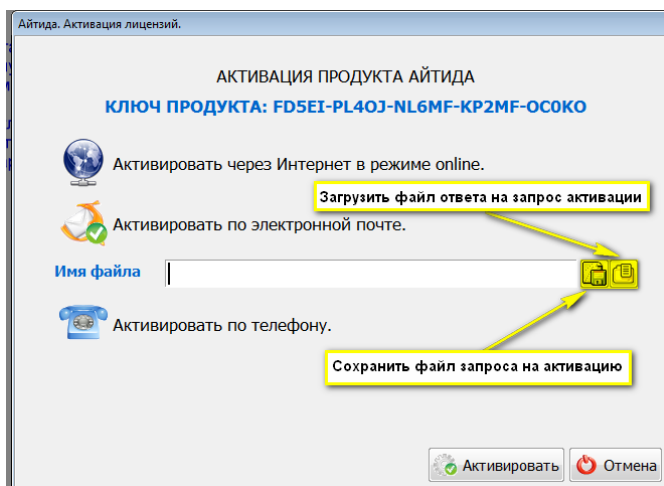 Айтида. Активация лицензий.
АКТИВАЦИЯ ПРОДУКТА АЙТИДА
КЛЮЧ ПРОДУКТА: FD5EI-PL4OJ-NL6MF-KP2MF-OC0KO
Активировать через Интернет в режиме online.
Загрузить файл ответа на запрос активации
Активировать по электронной почте.
Имя файла
Активировать по телефону.
Сохранить файл запроса на активацию
Активировать
Отмена